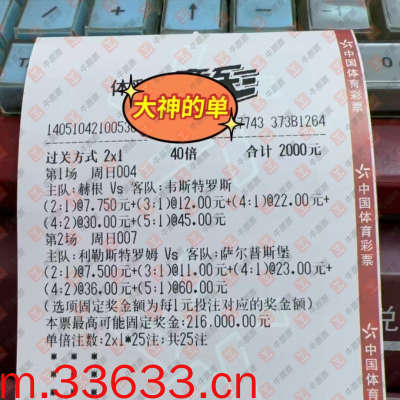 大神的单
14051042100530
7743 373B1264
过关方式 2x1 40倍 合计 2000元
第1场 周日004
主队:赫根 Vs 客队:韦斯特罗斯
(2:1)@7.750元+(3:1)@12.00元+(4:1)@22.00元+
(4:2)@30.00元+(5:1)@45.00元
第2场 周日007
主队:利勒斯特罗姆 Vs 客队:萨尔普斯堡
(2:1)@7.500元+(3:1)@11.00元+(4:1)@23.00元+
(4:2)@36.00元+(5:1)@60.00元
(选项固定奖金额为每1元投注对应的奖金额)
本票最高可能固定奖金:216,000.00元
单倍注数:2x1*25注;共25注
中国体育彩票
中国体育彩票
中国体育彩票
m.33633.cn